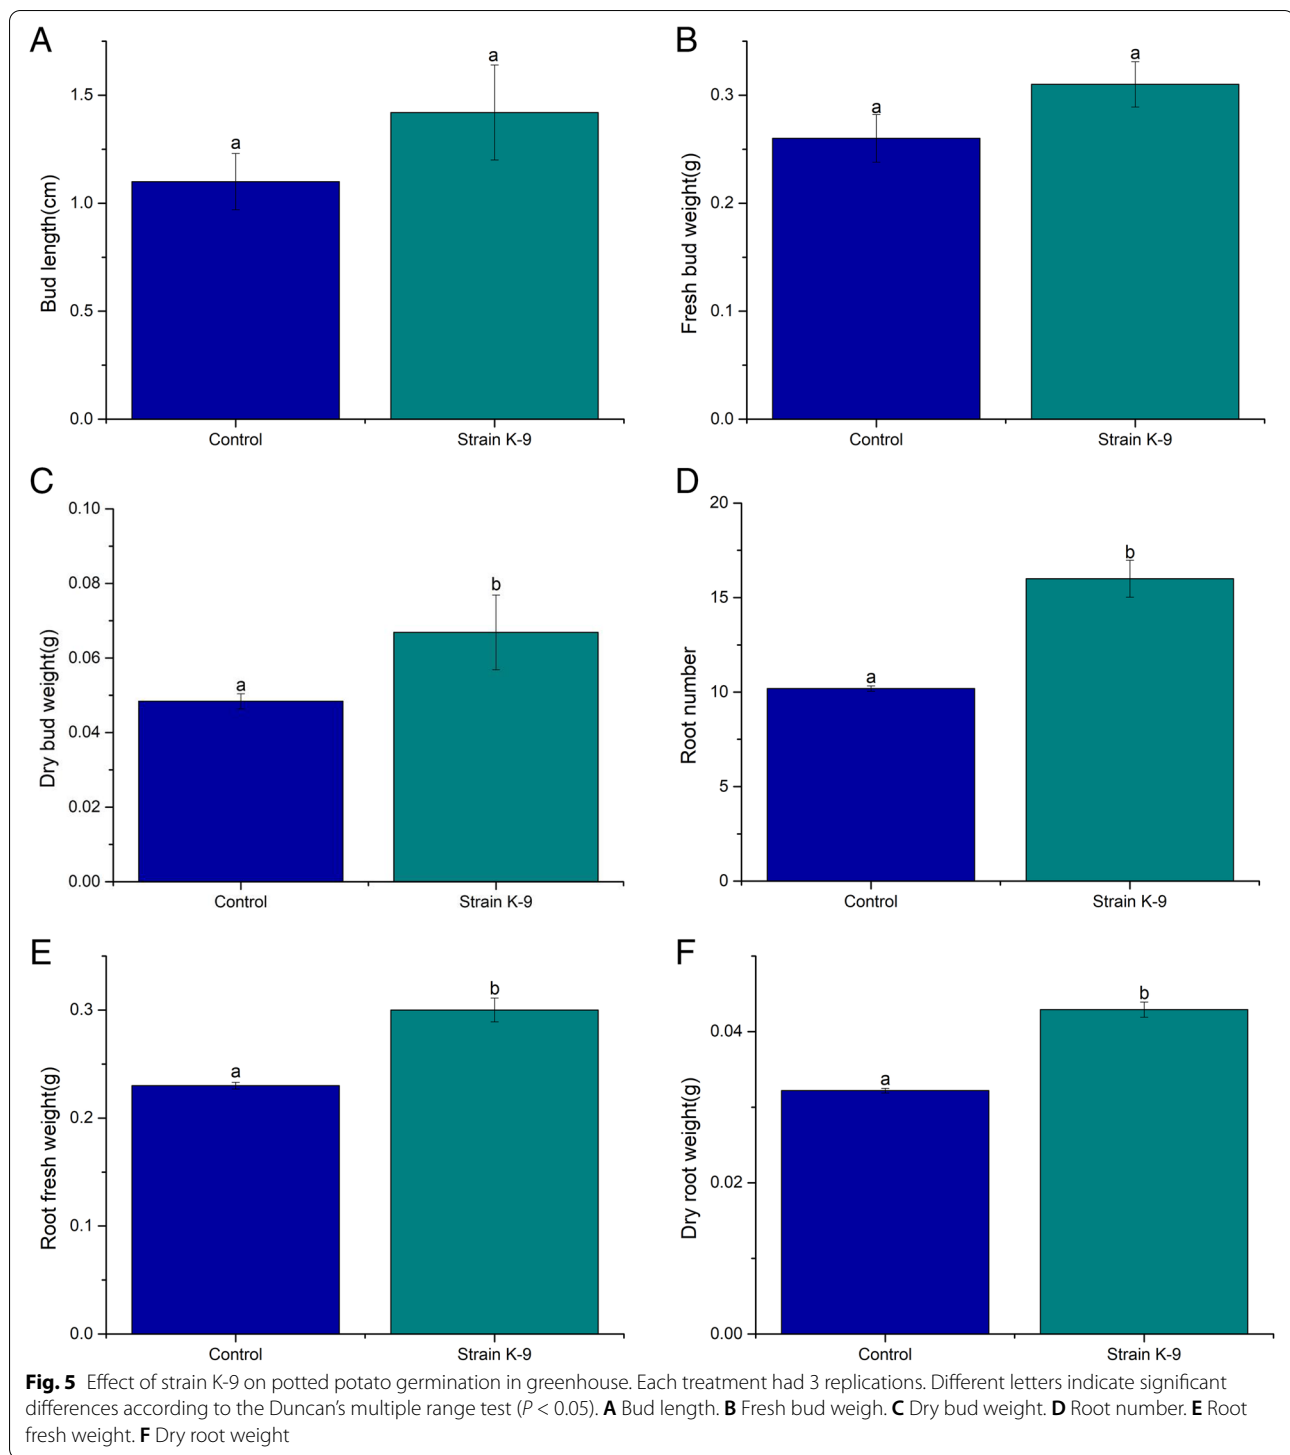 A
a
a
1.5
1.0
0.5
0.0
Bud length(cm)
Control
Strain K-9
B
a
a
0.3
0.2
0.1
0.0
Fresh bud weight(g)
Control
Strain K-9
C
0.10
0.08
0.06
0.04
0.02
0.00
b
a
Dry bud weight(g)
Control
Strain K-9
D
20
15
10
5
0
b
a
Root number
Control
Strain K-9
E
b
a
0.3
0.2
0.1
0.0
Root fresh weight(g)
Control
Strain K-9
F
b
a
0.04
0.02
0.00
Dry root weight(g)
Control
Strain K-9
Fig. 5 Effect of strain K-9 on potted potato germination in greenhouse. Each treatment had 3 replications. Different letters indicate significant
differences according to the Duncan’s multiple range test (P < 0.05). A Bud length. B Fresh bud weigh. C Dry bud weight. D Root number. E Root
fresh weight. F Dry root weight